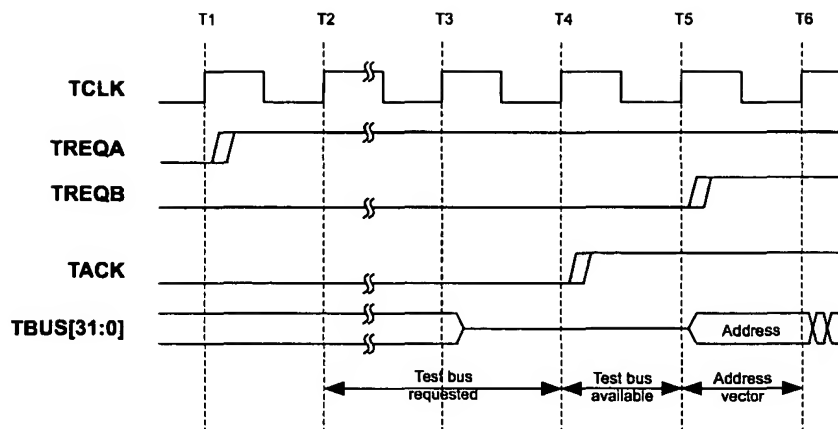 T1 T2 T3 T4 T5 T6
TCLK
TREQA
TREQB
TACK
TBUS[31:0]
Address
Test bus requested
Test bus available
Address vector